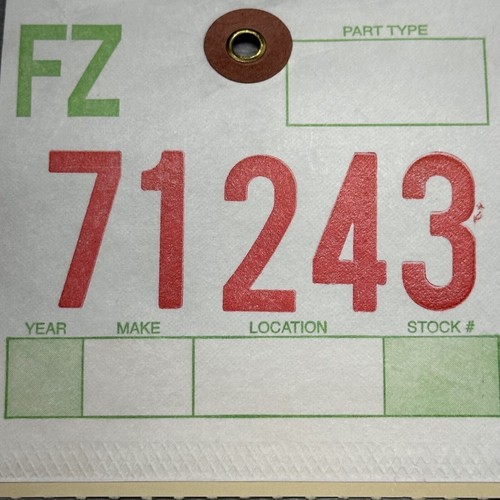 FZ
PART TYPE
71243
YEAR MAKE LOCATION STOCK #